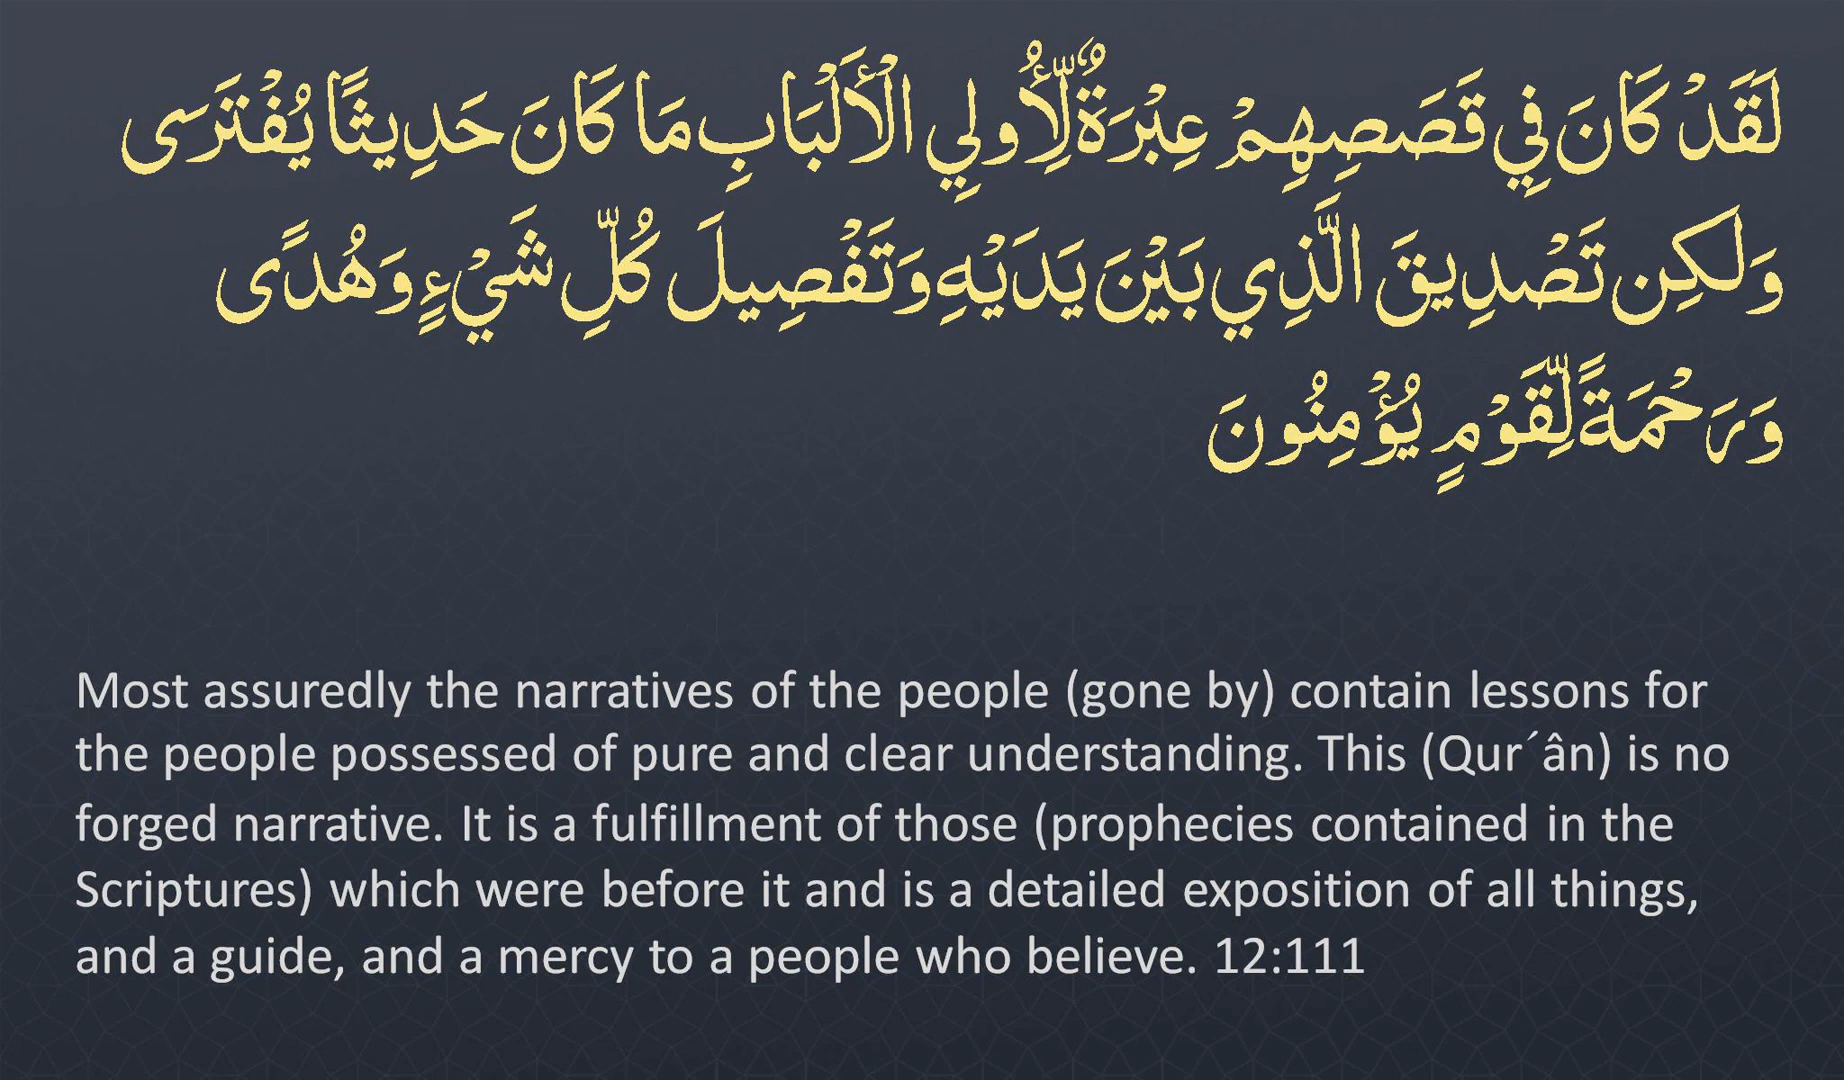 لَقَدْ كَانَ فِي قَصَصِهِمْ عِبْرَةٌ لِّأُولِي الْأَلْبَابِ مَا كَانَ حَدِيثًا يُفْتَرَىٰ
وَلَٰكِن تَصْدِيقَ الَّذِي بَيْنَ يَدَيْهِ وَتَفْصِيلَ كُلِّ شَيْءٍ وَهُدًى
وَرَحْمَةً لِّقَوْمٍ يُؤْمِنُونَ
Most assuredly the narratives of the people (gone by) contain lessons for
the people possessed of pure and clear understanding. This (Qur´ân) is no
forged narrative. It is a fulfillment of those (prophecies contained in the
Scriptures) which were before it and is a detailed exposition of all things,
and a guide, and a mercy to a people who believe. 12:111